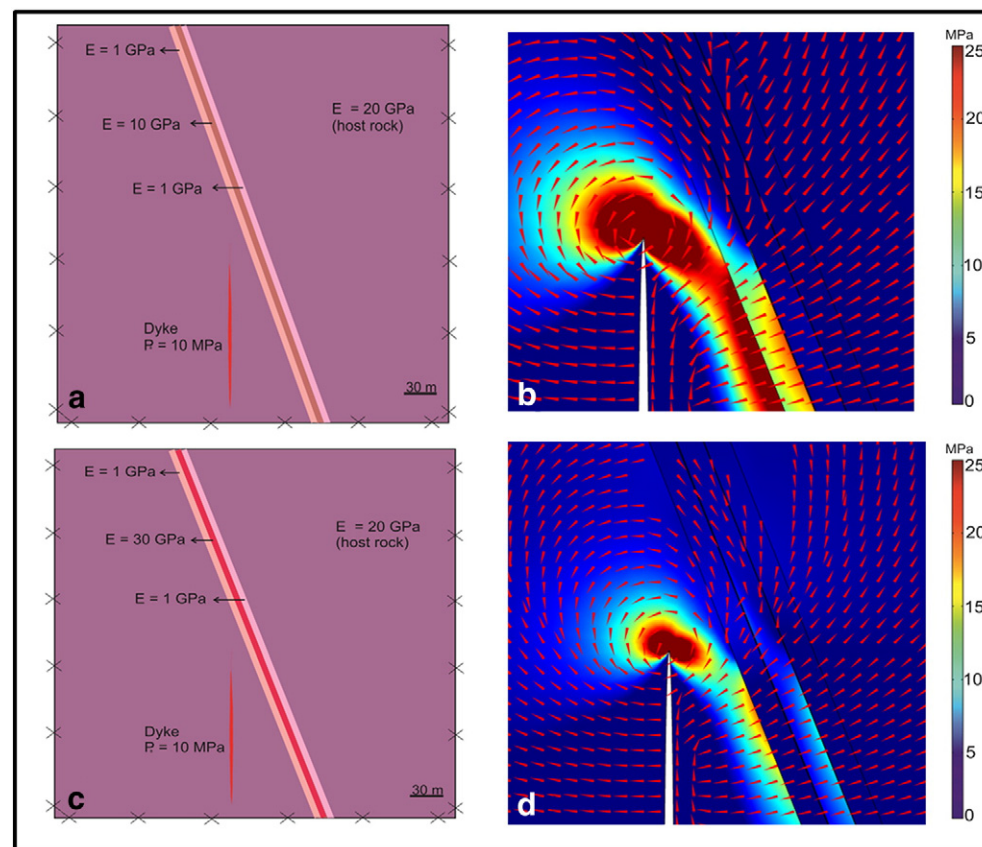 E = 1 GPa
E = 10 GPa
E = 20 GPa
(host rock)
E = 1 GPa
Dyke
P = 10 MPa
30 m
a
MPa
25
20
15
10
5
0
b
E = 1 GPa
E = 30 GPa
E = 20 GPa
(host rock)
E = 1 GPa
Dyke
P = 10 MPa
30 m
c
MPa
25
20
15
10
5
0
d